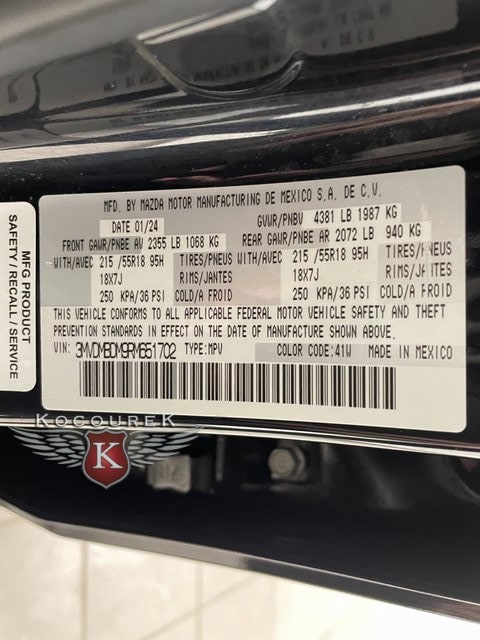 MFD. BY MAZDA MOTOR MANUFACTURING DE MEXICO S.A. DE C.V.
DATE 01/24 GVWR/PNBV 4381 LB 1987 KG
FRONT GAWR/PNBE AV 2355 LB 1068 KG REAR GAWR/PNBE AR 2072 LB 940 KG
WITH/AVEC 215 /55R18 95H TIRES/PNEUS WITH/AVEC 215 /55R18 95H TIRES/PNEUS
18X7J RIMS/JANTES 18X7J RIMS/JANTES
250 KPA/36 PSI COLD/A FROID 250 KPA/36 PSI COLD/A FROID
THIS VEHICLE CONFORMS TO ALL APPLICABLE FEDERAL MOTOR VEHICLE SAFETY AND THEFT
PREVENTION STANDARDS IN EFFECT ON THE DATE OF MANUFACTURE SHOWN ABOVE.
VIN: 3MVDMBDM9RM651702 TYPE:MPV COLOR CODE:41W MADE IN MEXICO
MFG PRODUCT
SAFETY / RECALL / SERVICE
KOCOUREK
K